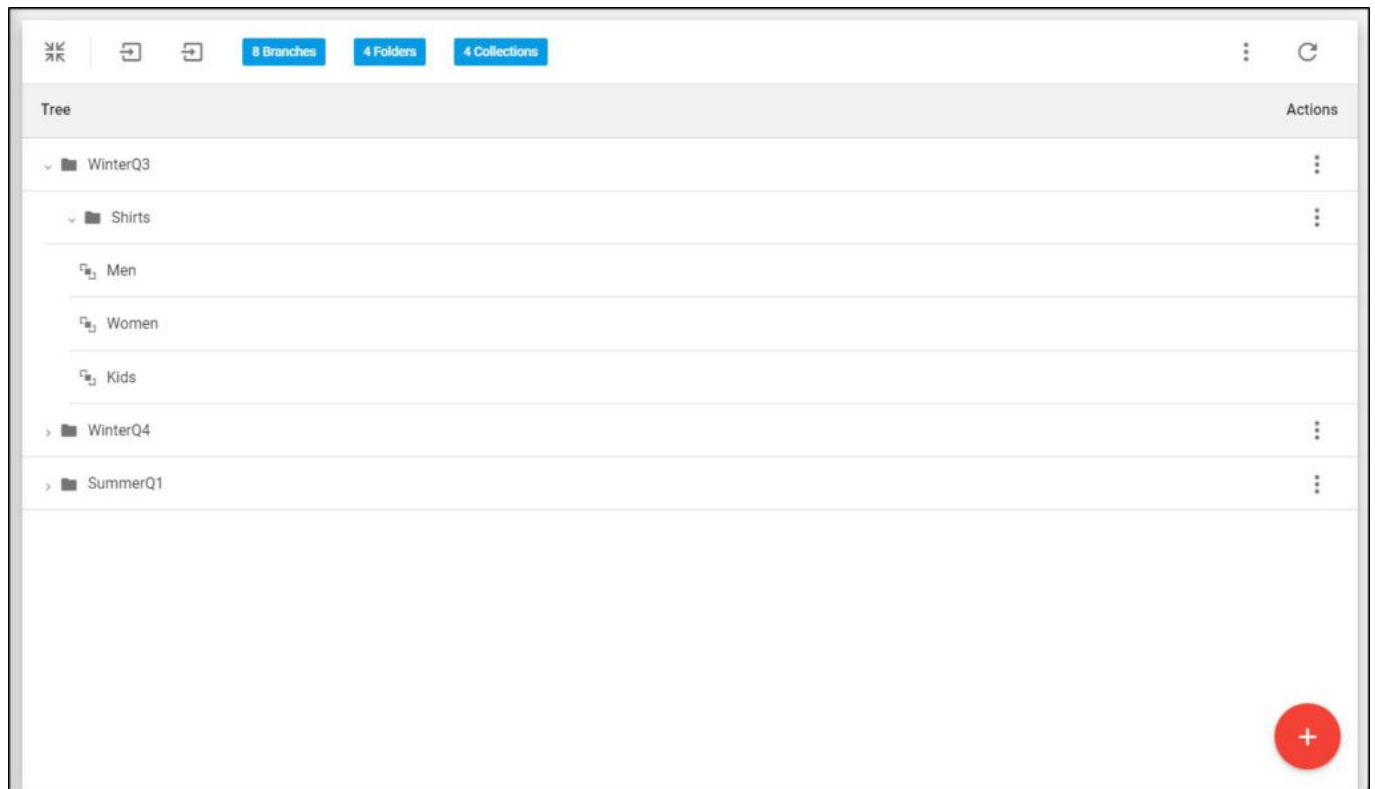 8 Branches 4 Folders 4 Collections
Tree Actions
WinterQ3
Shirts
Men
Women
Kids
WinterQ4
SummerQ1